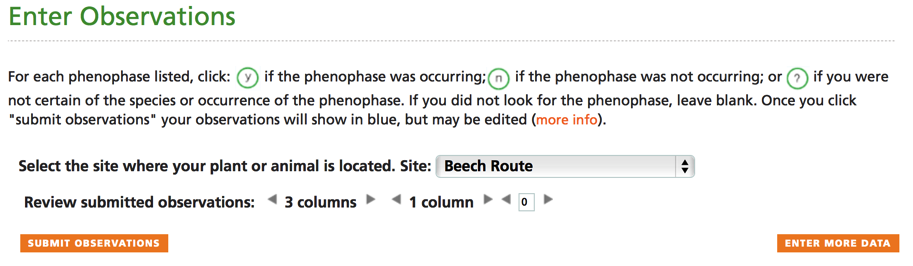 Enter Observations
For each phenophase listed, click: y if the phenophase was occurring; n if the phenophase was not occurring; or ? if you were
not certain of the species or occurrence of the phenophase. If you did not look for the phenophase, leave blank. Once you click
"submit observations" your observations will show in blue, but may be edited (more info).
Select the site where your plant or animal is located. Site: Beech Route
Review submitted observations: 3 columns 1 column 0
SUBMIT OBSERVATIONS ENTER MORE DATA